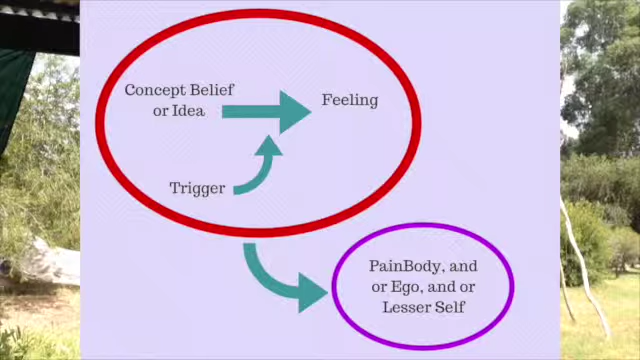 Concept Belief
or Idea
Feeling
Trigger
PainBody, and
or Ego, and or
Lesser Self